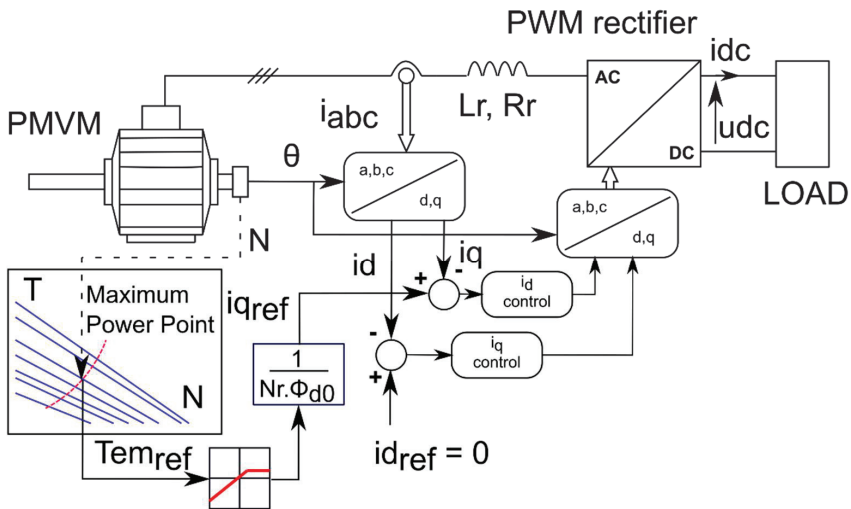 PWM rectifier
idc
AC
Lr, Rr
iabc
udc
DC
PMVM
θ
a,b,c
d,q
LOAD
a,b,c
d,q
N
id
iq
+
-
id
control
T
Maximum
Power Point
iqref
-
iq
control
+
1
Nr.Φd0
N
Temref
idref = 0